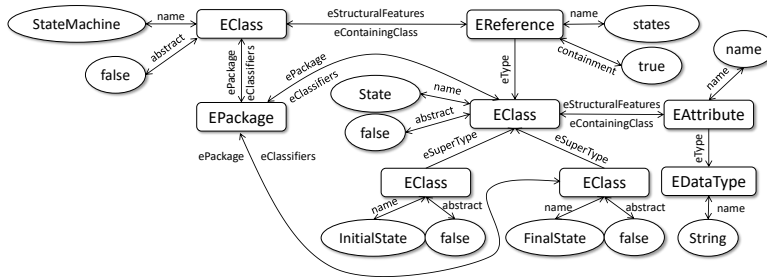 StateMachine
name
EClass
eStructuralFeatures
eContainingClass
EReference
name
states
abstract
false
containment
true
ePackage
eClassifiers
ePackage
eClassifiers
eType
name
State
name
abstract
false
EPackage
EClass
eStructuralFeatures
eContainingClass
EAttribute
name
ePackage
eClassifiers
eSuperType
eSuperType
eType
EClass
EClass
EDataType
name
abstract
name
abstract
name
InitialState
false
FinalState
false
String